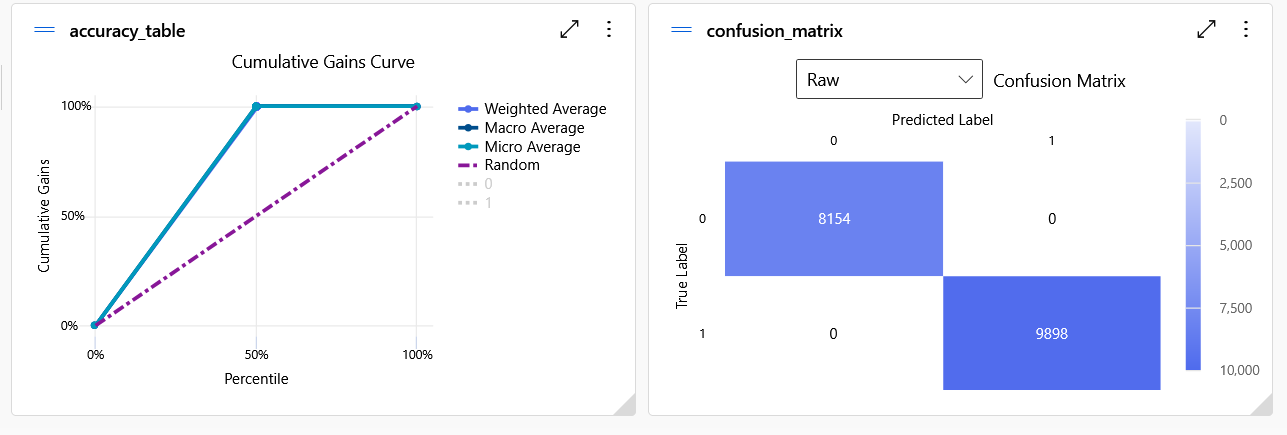 accuracy_table
Cumulative Gains Curve
100%
50%
0%
Cumulative Gains
0%
50%
100%
Percentile
Weighted Average
Macro Average
Micro Average
Random
0
1
confusion_matrix
Raw
Confusion Matrix
Predicted Label
0
1
True Label
0
8154
0
1
0
9898
0
2,500
5,000
7,500
10,000